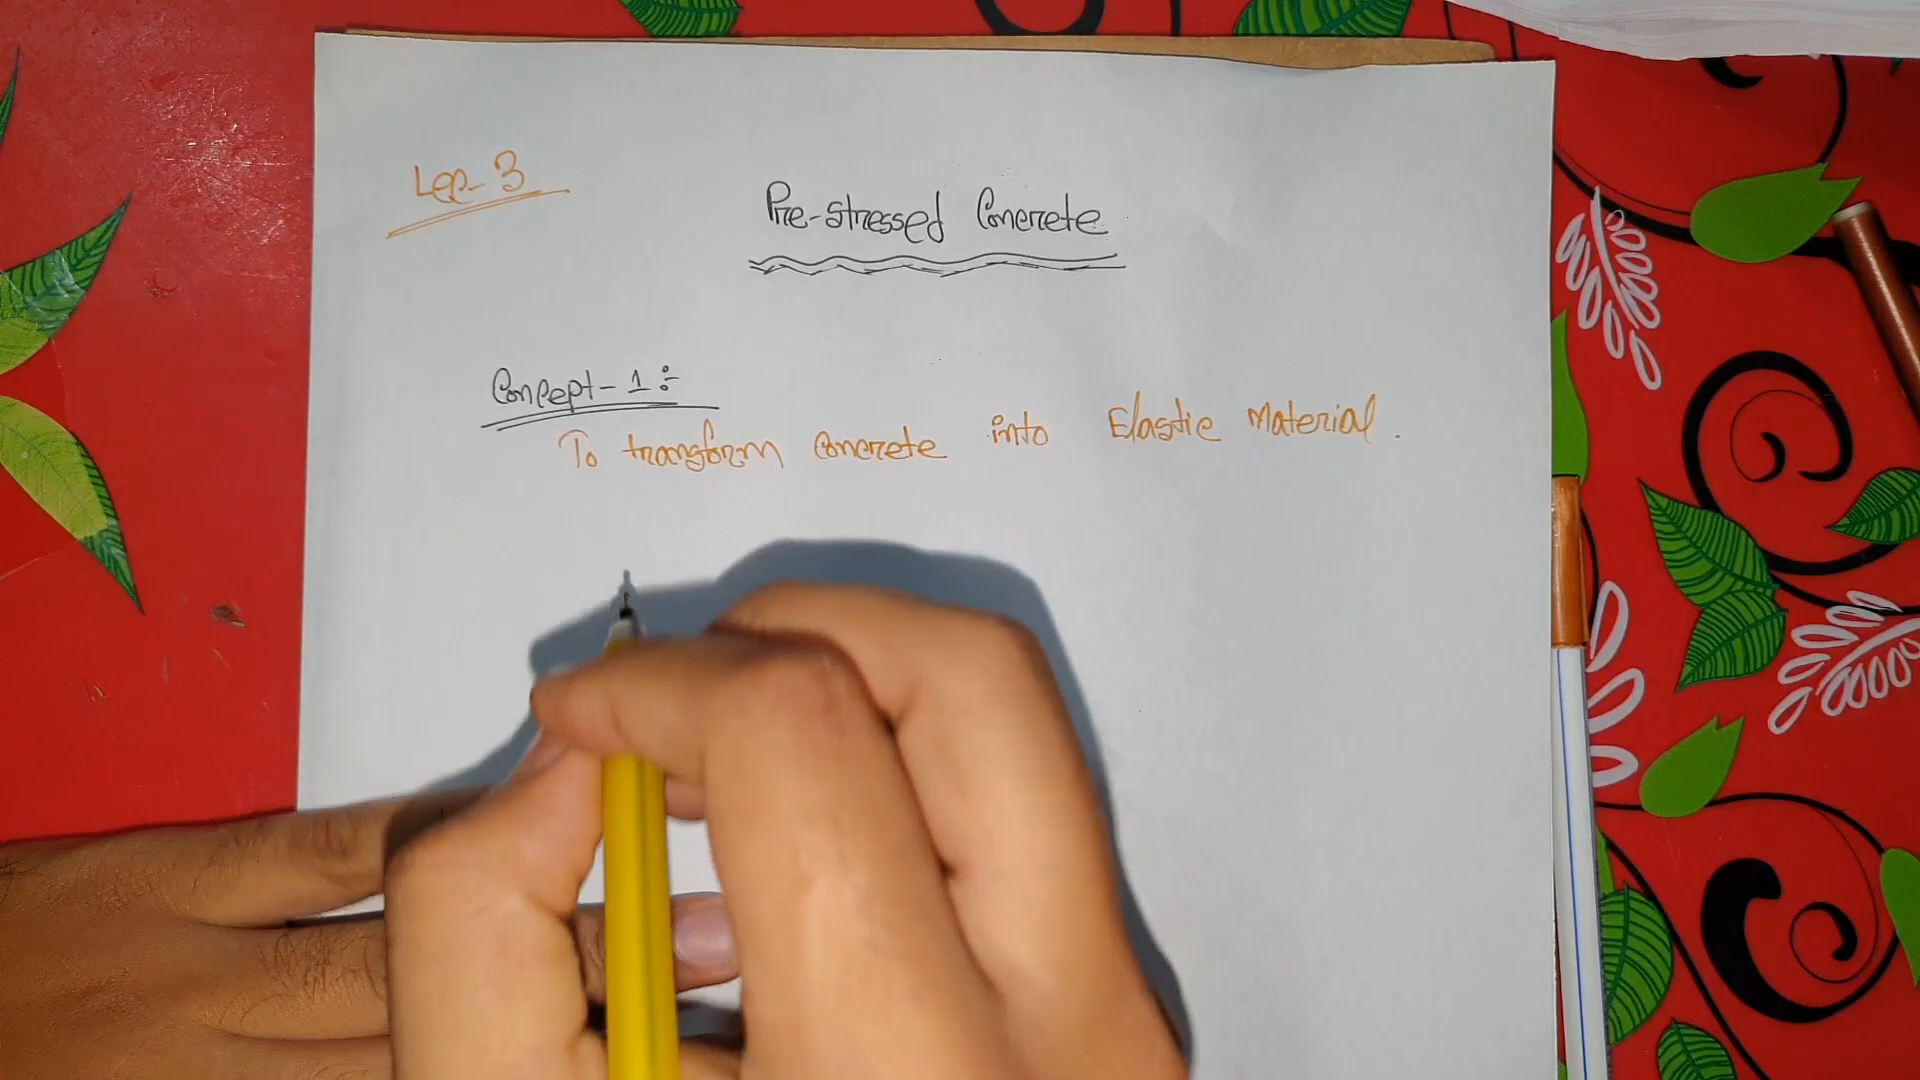 Lec-3
Pre-stressed Concrete
Concept-1:-
To transform concrete into Elastic Material.